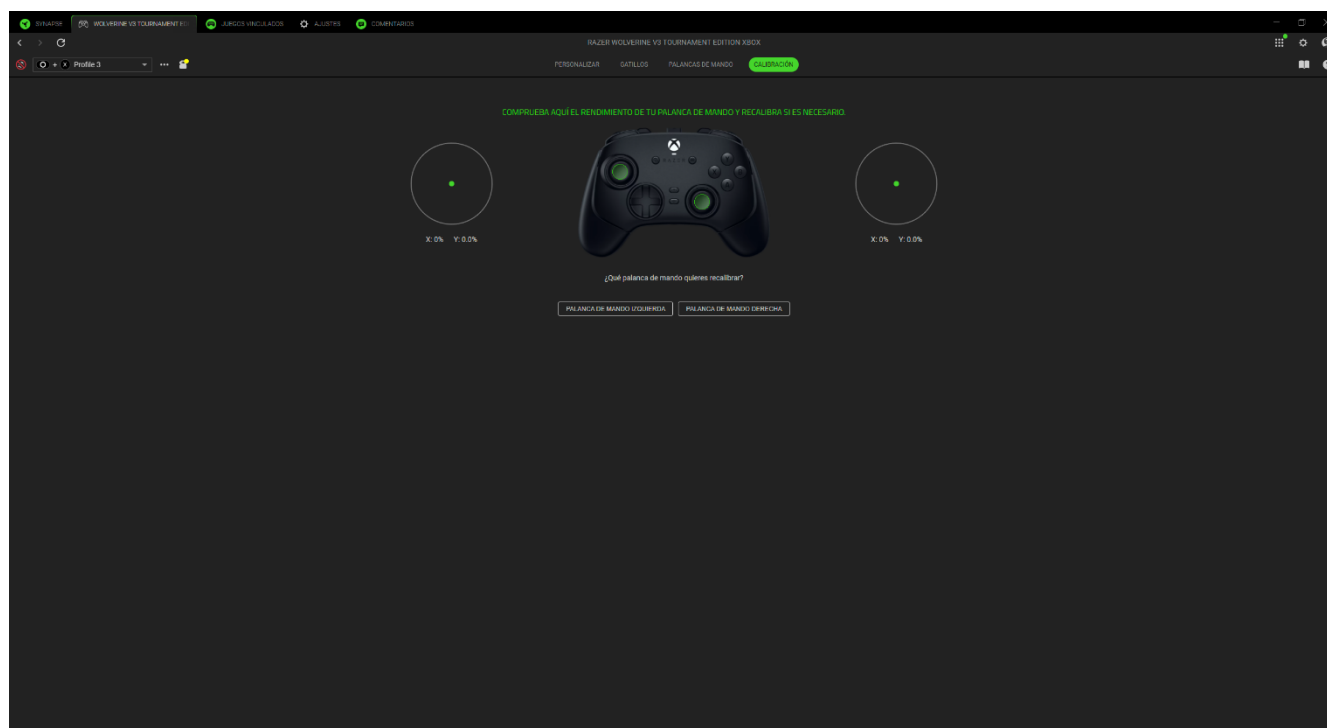 SYNAPSE
WOLVERINE V3 TOURNAMENT EDI
JUEGOS VINCULADOS
AJUSTES
COMENTARIOS
RAZER WOLVERINE V3 TOURNAMENT EDITION XBOX
+ X Profile 3
PERSONALIZAR GATILLOS PALANCAS DE MANDO CALIBRACIÓN
COMPRUEBA AQUÍ EL RENDIMIENTO DE TU PALANCA DE MANDO Y RECALIBRA SI ES NECESARIO.
RAZER
X: 0% Y: 0.0%
X: 0% Y: 0.0%
¿Qué palanca de mando quieres recalibrar?
PALANCA DE MANDO IZQUIERDA
PALANCA DE MANDO DERECHA